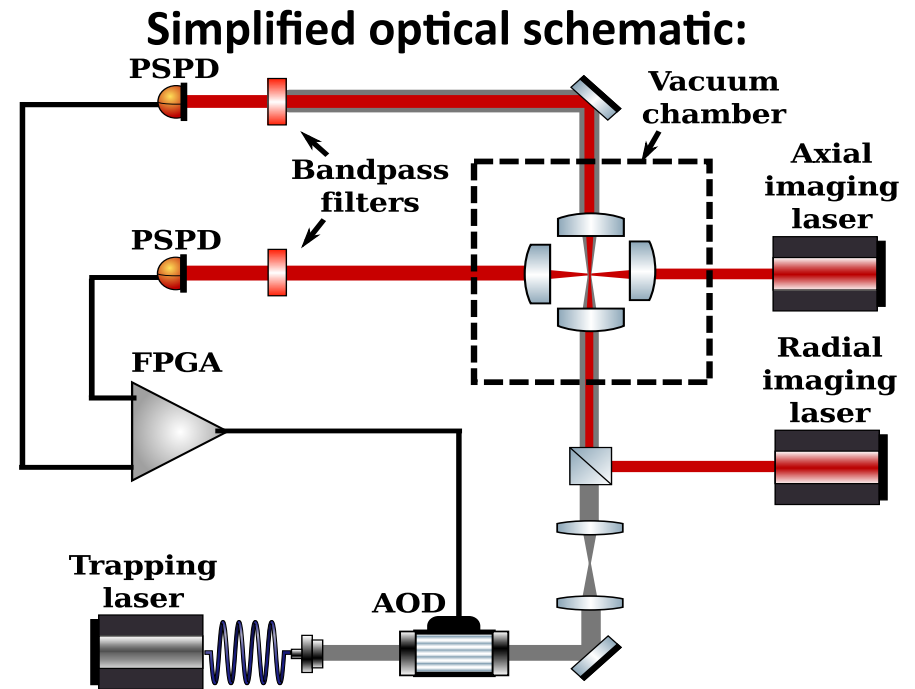 Simplified optical schematic:
PSPD
Vacuum
chamber
Axial
imaging
laser
Bandpass
filters
PSPD
Radial
imaging
laser
FPGA
Trapping
laser
AOD